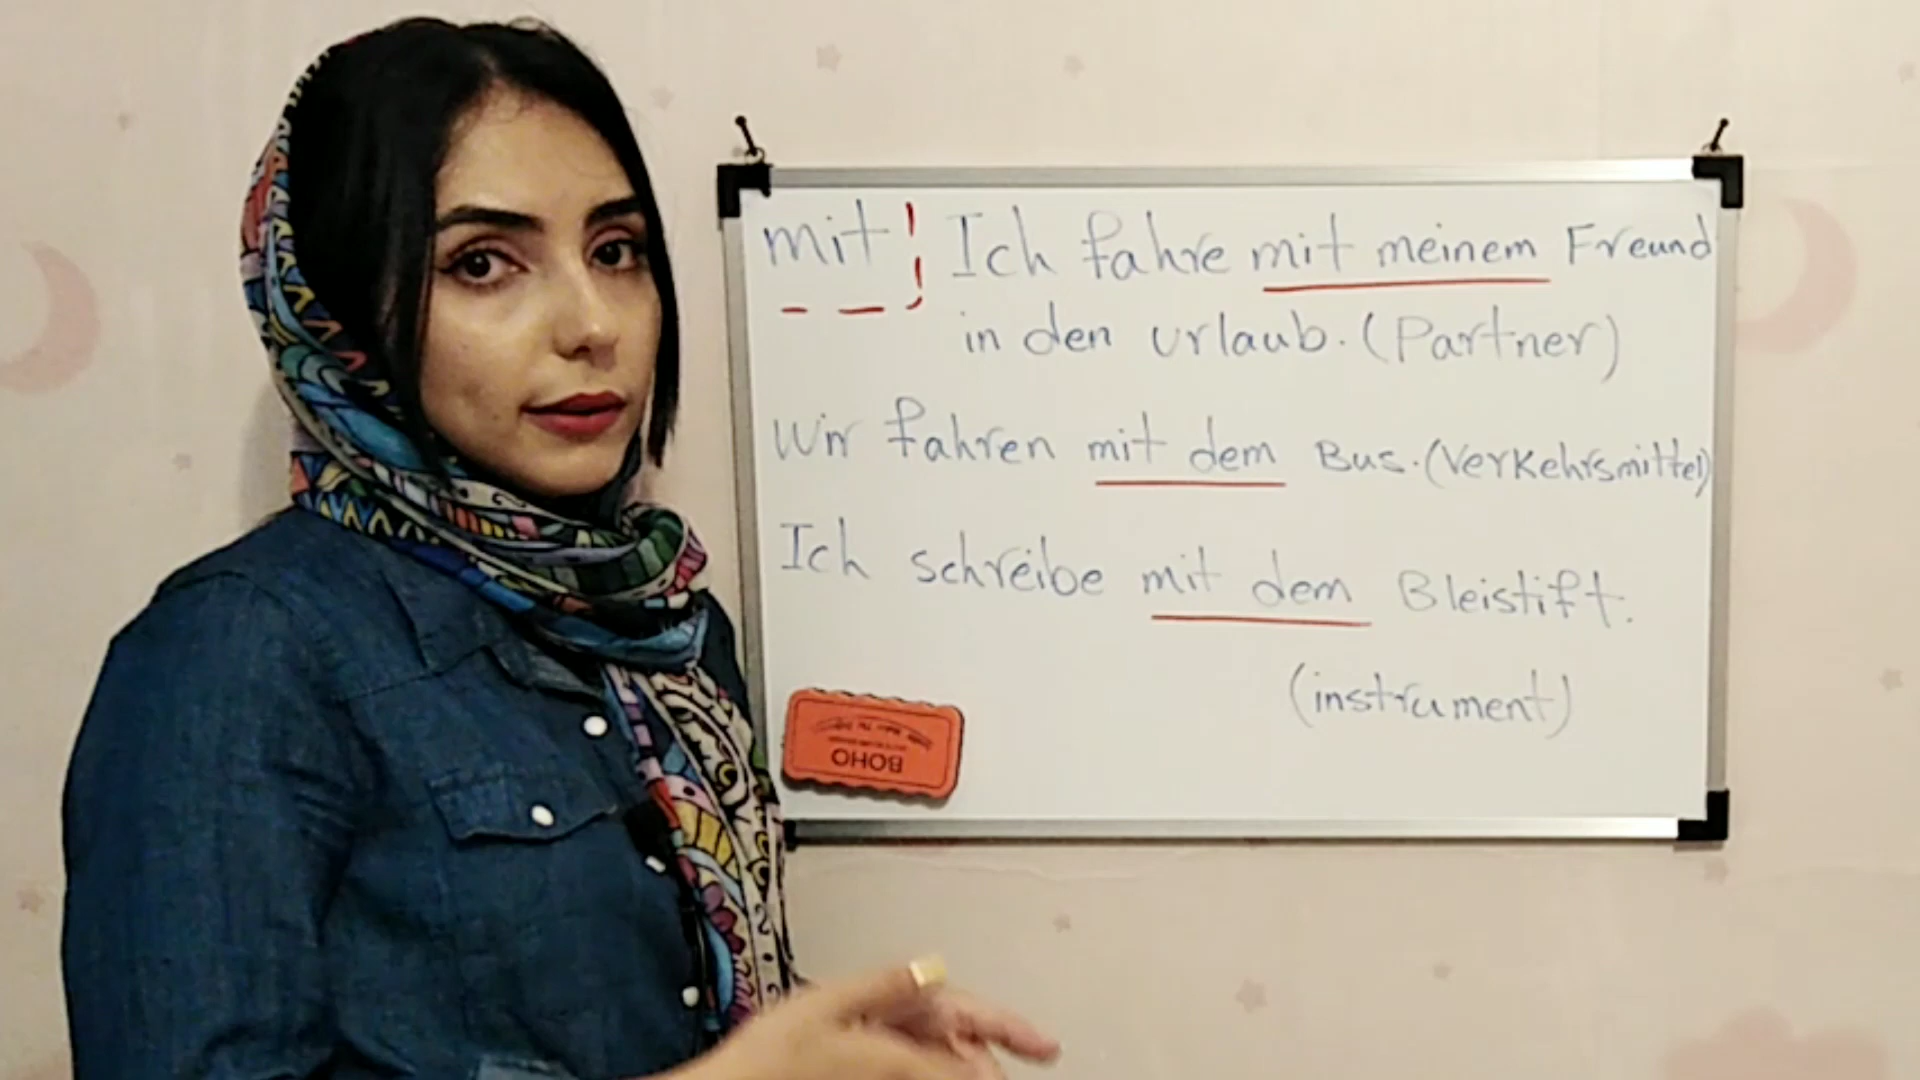 mit Ich fahre mit meinem Freund
in den urlaub. (Partner)
Wir fahren mit dem Bus. (Verkehrsmittel)
Ich schreibe mit dem Bleistift.
(instrument)
BOHO